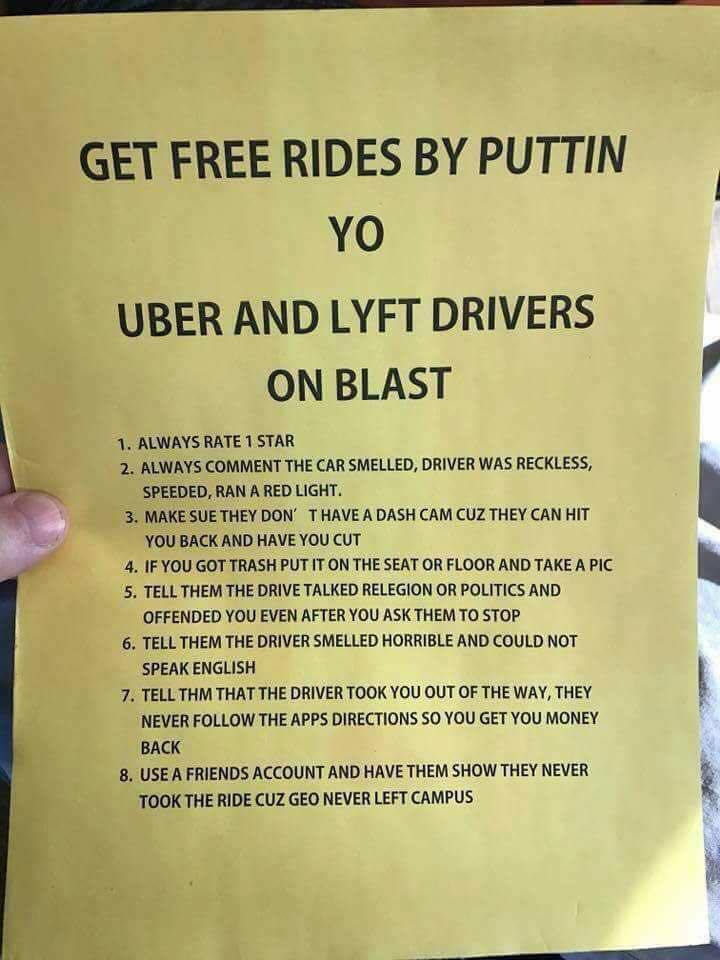 GET FREE RIDES BY PUTTIN
YO
UBER AND LYFT DRIVERS
ON BLAST
1. ALWAYS RATE 1 STAR
2. ALWAYS COMMENT THE CAR SMELLED, DRIVER WAS RECKLESS,
SPEEDED, RAN A RED LIGHT.
3. MAKE SUE THEY DON' T HAVE A DASH CAM CUZ THEY CAN HIT
YOU BACK AND HAVE YOU CUT
4. IF YOU GOT TRASH PUT IT ON THE SEAT OR FLOOR AND TAKE A PIC
5. TELL THEM THE DRIVE TALKED RELEGION OR POLITICS AND
OFFENDED YOU EVEN AFTER YOU ASK THEM TO STOP
6. TELL THEM THE DRIVER SMELLED HORRIBLE AND COULD NOT
SPEAK ENGLISH
7. TELL THM THAT THE DRIVER TOOK YOU OUT OF THE WAY, THEY
NEVER FOLLOW THE APPS DIRECTIONS SO YOU GET YOU MONEY
BACK
8. USE A FRIENDS ACCOUNT AND HAVE THEM SHOW THEY NEVER
TOOK THE RIDE CUZ GEO NEVER LEFT CAMPUS